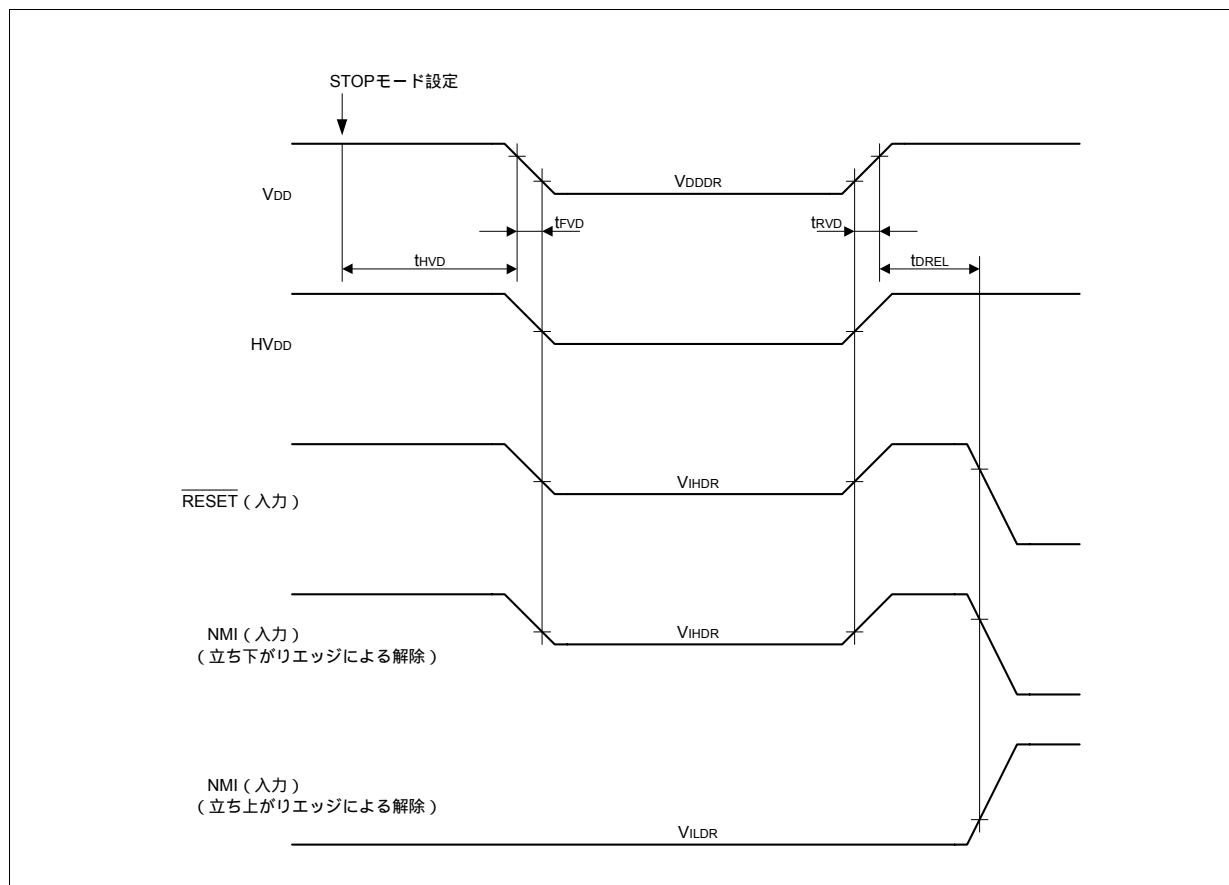 STOPモード設定
VDD
VDDDR
tFVD
tRVD
tHVD
tDREL
HVDD
VIHDR
RESET(入力)
NMI(入力)
(立ち下がりエッジによる解除)
VIHDR
NMI(入力)
(立ち上がりエッジによる解除)
VILDR